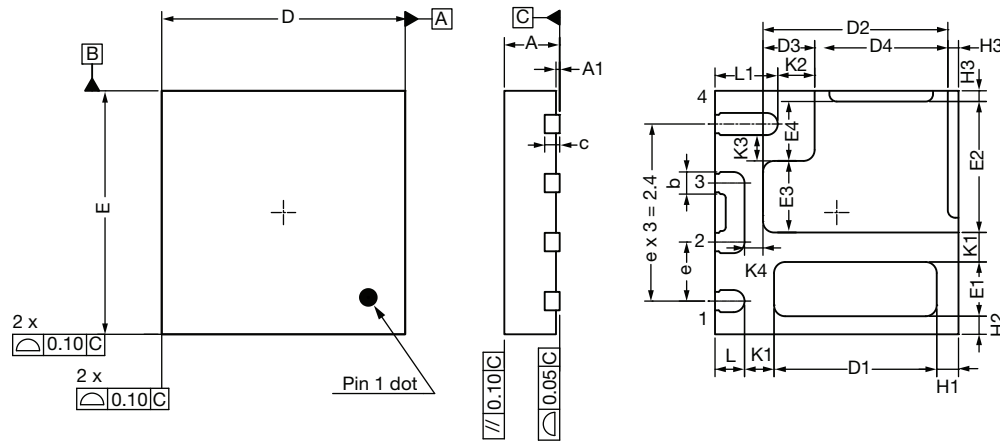 D
A
B
E
2 x
0.10 C
2 x
0.10 C
Pin 1 dot
C
A
A1
c
// 0.10 C
0.05 C
D2
D3
D4
H3
L1
K2
H3
4
E4
K3
E2
e x 3 = 2.4
b
3
E3
2
K1
e
K4
E1
1
H2
L
K1
D1
H1